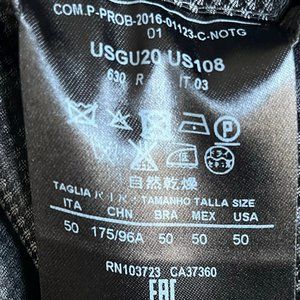 COM.P-PROB-2016-01123-C-NOTG
01
USGU20 US108
630 R IT 03
P
自然乾燥
TAGLIA TAMANHO TALLA SIZE
ITA CHN. BRA MEX USA
50 175/96A 50 50 50
RN103723 CA37360
EAC